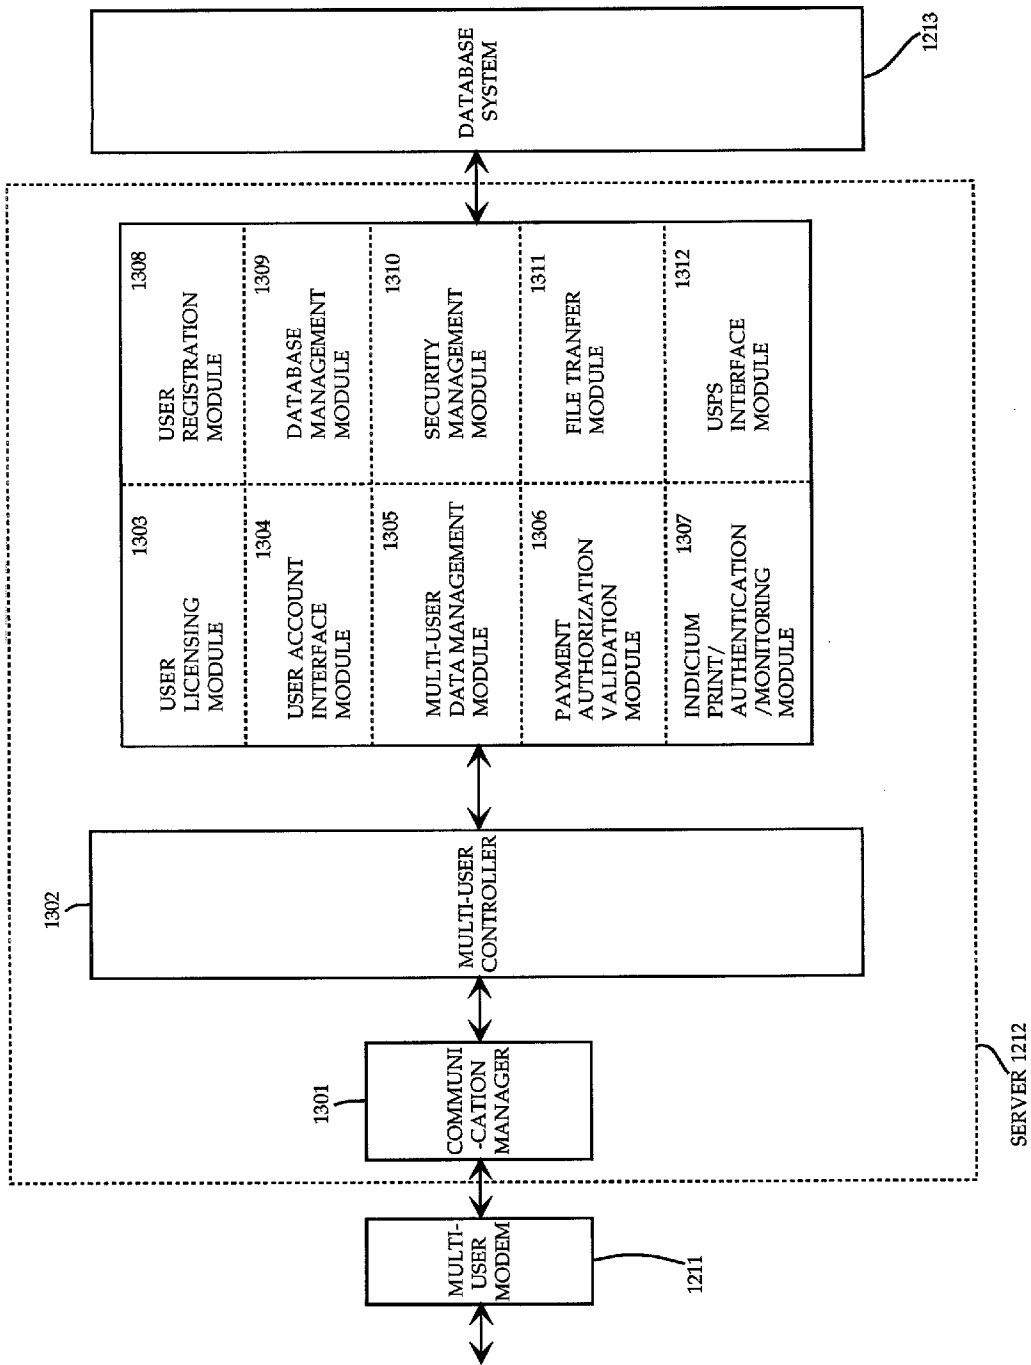 MULTI-
USER
MODEM
1211
COMMUNI
-CATION
MANAGER
1301
MULTI-USER
CONTROLLER
1302
USER
LICENSING
MODULE
1303
USER
REGISTRATION
MODULE
1308
USER ACCOUNT
INTERFACE
MODULE
1304
DATABASE
MANAGEMENT
MODULE
1309
MULTI-USER
DATA MANAGEMENT
MODULE
1305
SECURITY
MANAGEMENT
MODULE
1310
PAYMENT
AUTHORIZATION
VALIDATION
MODULE
1306
FILE TRANFER
MODULE
1311
INDICIUM
PRINT/
AUTHENTICATION
/MONITORING
MODULE
1307
USPS
INTERFACE
MODULE
1312
DATABASE
SYSTEM
1213
SERVER 1212